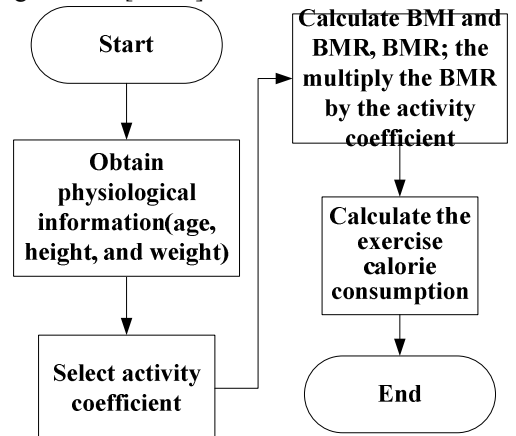 Start
Obtain
physiological
information(age,
height, and weight)
Select activity
coefficient
Calculate BMI and
BMR, BMR; the
multiply the BMR
by the activity
coefficient
Calculate the
exercise
calorie
consumption
End